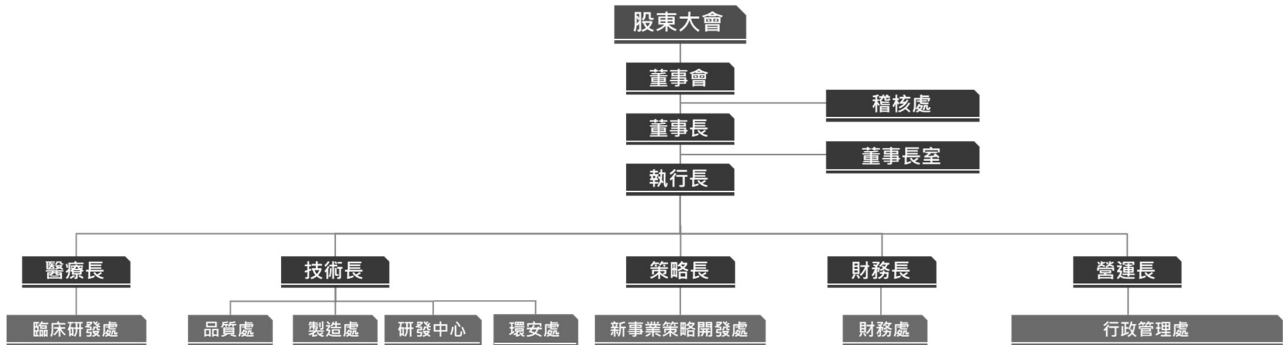 股東大會
董事會
稽核處
董事長
董事長室
執行長
醫療長
技術長
策略長
財務長
營運長
臨床研發處
品質處
製造處
研發中心
環安處
新事業策略開發處
財務處
行政管理處